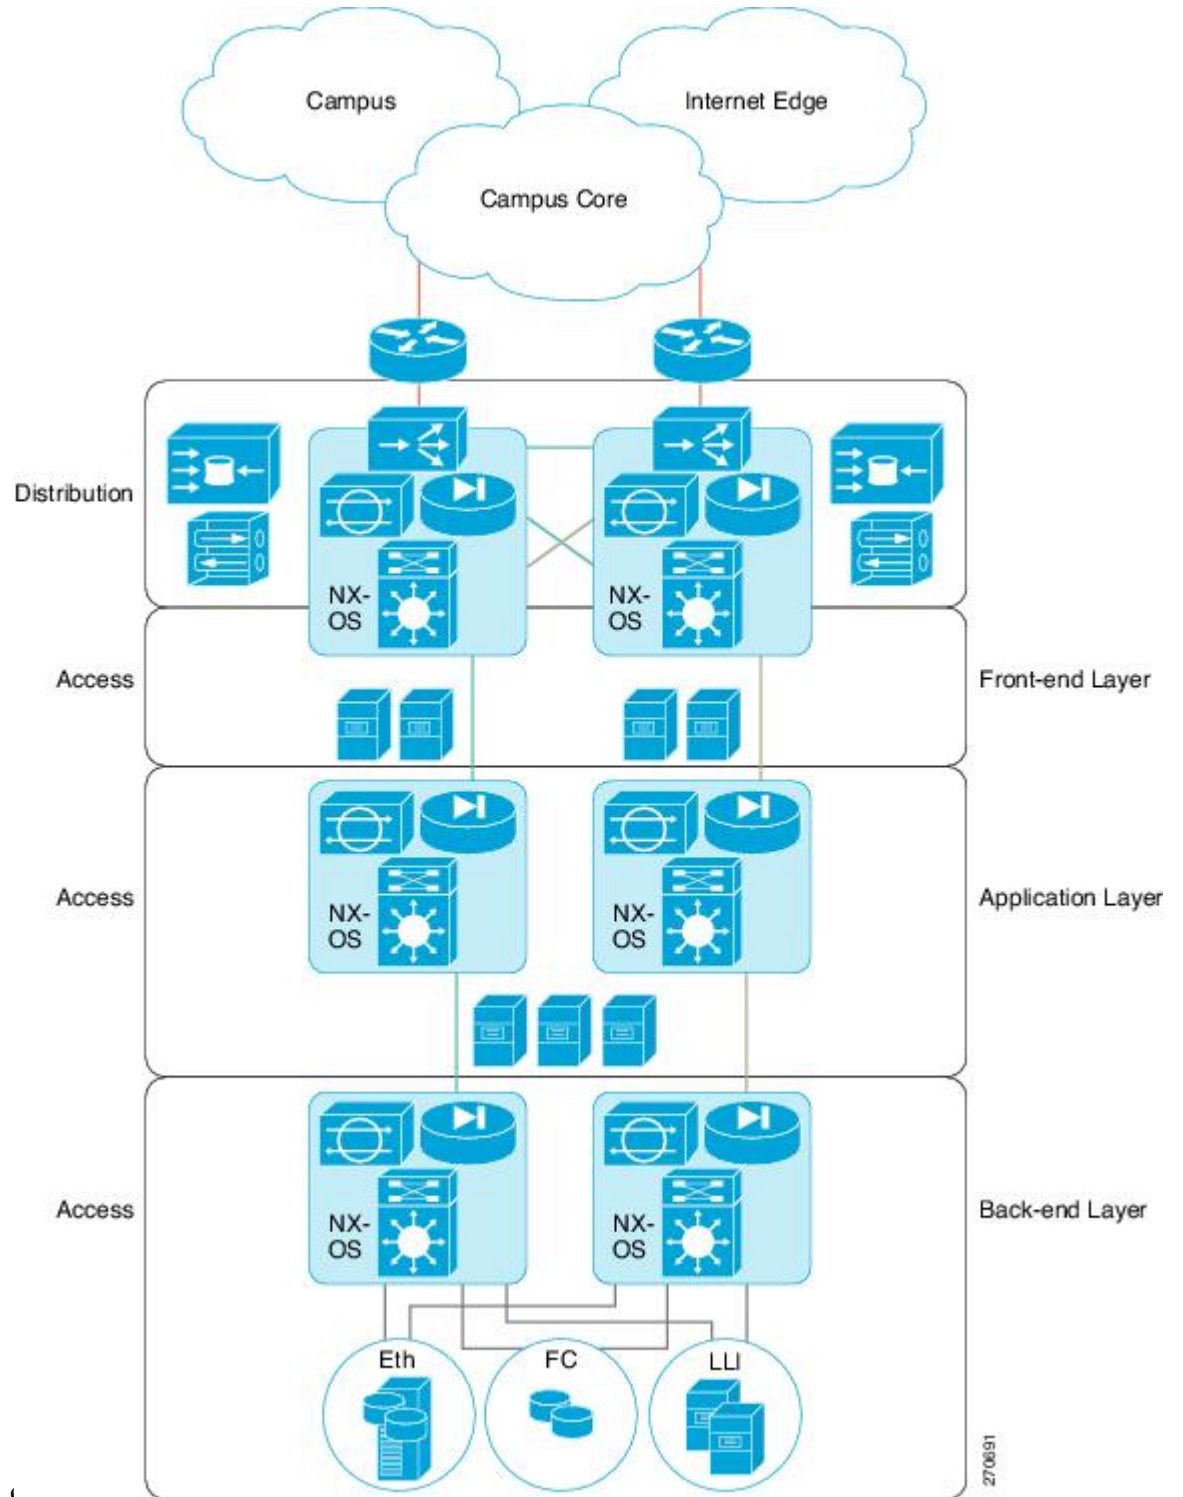 Campus
Internet Edge
Campus Core
Distribution
NX-
OS
NX-
OS
Access
Front-end Layer
Access
NX-
OS
NX-
OS
Application Layer
Access
NX-
OS
NX-
OS
Back-end Layer
Eth
FC
LLI
270691